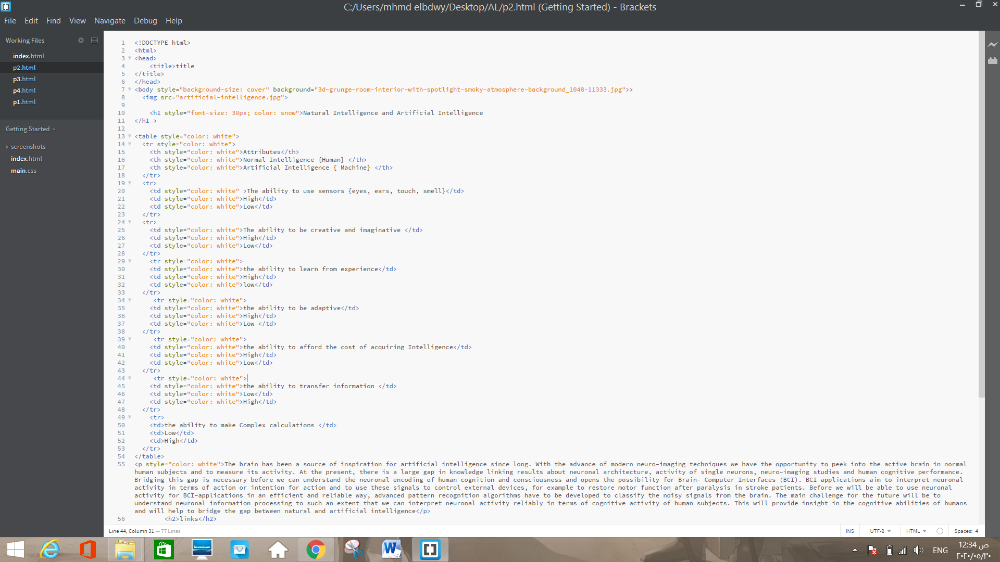 C:/Users/mhmd elbdwy/Desktop/AL/p2.html (Getting Started) - Brackets
File Edit Find View Navigate Debug Help
Working Files
index.html
p2.html
p3.html
p4.html
p1.html
Getting Started
screenshots
index.html
main.css
1 <!DOCTYPE html>
2 <html>
3 <head>
4 <title>title
5 </title>
6 </head>
7 <body style="background-size: cover" background="3d-grunge-room-interior-with-spotlight-smoky-atmosphere-background_1048-11333.jpg">>
8 <img src="artificial-intelligence.jpg">
9
10 <h1 style="font-size: 30px; color: snow">Natural Intelligence and Artificial Intelligence
11 </h1 >
12
13 <table style="color: white">
14 <tr style="color: white">
15 <th style="color: white">Attributes</th>
16 <th style="color: white">Normal Intelligence {Human} </th>
17 <th style="color: white">Artificial Intelligence { Machine} </th>
18 </tr>
19 <tr>
20 <td style="color: white" >The ability to use sensors {eyes, ears, touch, smell}</td>
21 <td style="color: white">High</td>
22 <td style="color: white">Low</td>
23 </tr>
24 <tr>
25 <td style="color: white">The ability to be creative and imaginative </td>
26 <td style="color: white">High</td>
27 <td style="color: white">Low</td>
28 </tr>
29 <tr style="color: white">
30 <td style="color: white">the ability to learn from experience</td>
31 <td style="color: white">High</td>
32 <td style="color: white">low</td>
33 </tr>
34 <tr style="color: white">
35 <td style="color: white">the ability to be adaptive</td>
36 <td style="color: white">High</td>
37 <td style="color: white">Low </td>
38 </tr>
39 <tr style="color: white">
40 <td style="color: white">the ability to afford the cost of acquiring Intelligence</td>
41 <td style="color: white">High</td>
42 <td style="color: white">Low</td>
43 </tr>
44 <tr style="color: white">
45 <td style="color: white">the ability to transfer information </td>
46 <td style="color: white">Low</td>
47 <td style="color: white">High</td>
48 </tr>
49 <tr>
50 <td>the ability to make Complex calculations </td>
51 <td>Low</td>
52 <td>High</td>
53 </tr>
54 </table>
55 <p style="color: white">The brain has been a source of inspiration for artificial intelligence since long. With the advance of modern neuro-imaging techniques we have the opportunity to peek into the active brain in normal
human subjects and to measure its activity. At the present, there is a large gap in knowledge linking results about neuronal architecture, activity of single neurons, neuro-imaging studies and human cognitive performance.
Bridging this gap is necessary before we can understand the neuronal encoding of human cognition and consciousness and opens the possibility for Brain- Computer Interfaces (BCI). BCI applications aim to interpret neuronal
activity in terms of action or intention for action and to use these signals to control external devices, for example to restore motor function after paralysis in stroke patients. Before we will be able to use neuronal
activity for BCI-applications in an efficient and reliable way, advanced pattern recognition algorithms have to be developed to classify the noisy signals from the brain. The main challenge for the future will be to
understand neuronal information processing to such an extent that we can interpret neuronal activity reliably in terms of cognitive activity of human subjects. This will provide insight in the cognitive abilities of humans
and will help to bridge the gap between natural and artificial intelligence</p>
56 <h2>links</h2>
Line 44, Column 31 — 77 Lines
INS UTF-8 HTML Spaces: 4
lenovo
ENG
12:34 ص
٢٠٢٠/٠٥/٣٠